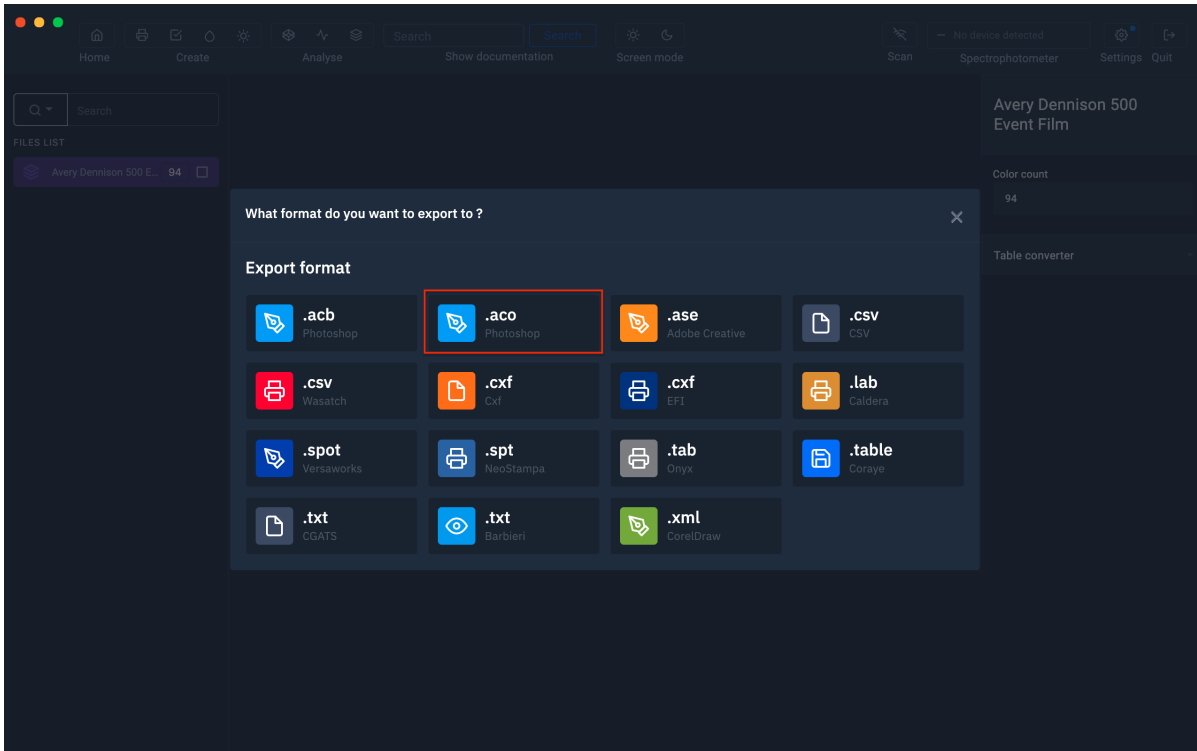 Search
Search
No device detected
Home
Create
Analyse
Show documentation
Screen mode
Scan
Spectrophotometer
Settings
Quit
Search
FILES LIST
Avery Dennison 500 E...
94
Avery Dennison 500
Event Film
Color count
94
Table converter
What format do you want to export to ?
Export format
.acb
Photoshop
.aco
Photoshop
.ase
Adobe Creative
.csv
CSV
.csv
Wasatch
.cxf
Cxf
.cxf
EFI
.lab
Caldera
.spot
Versaworks
.spt
NeoStampa
.tab
Onyx
.table
Coraye
.txt
CGATS
.txt
Barbieri
.xml
CorelDraw